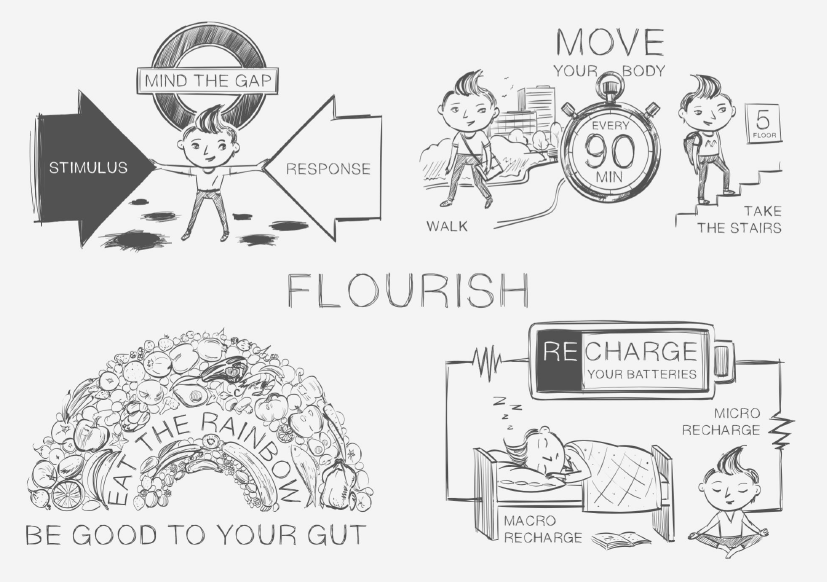 MIND THE GAP
STIMULUS
RESPONSE
MOVE
YOUR BODY
EVERY
90
MIN
5
FLOOR
WALK
TAKE
THE STAIRS
FLOURISH
EAT THE RAINBOW
BE GOOD TO YOUR GUT
RECHARGE
YOUR BATTERIES
MICRO
RECHARGE
Z Z Z Z
MACRO
RECHARGE